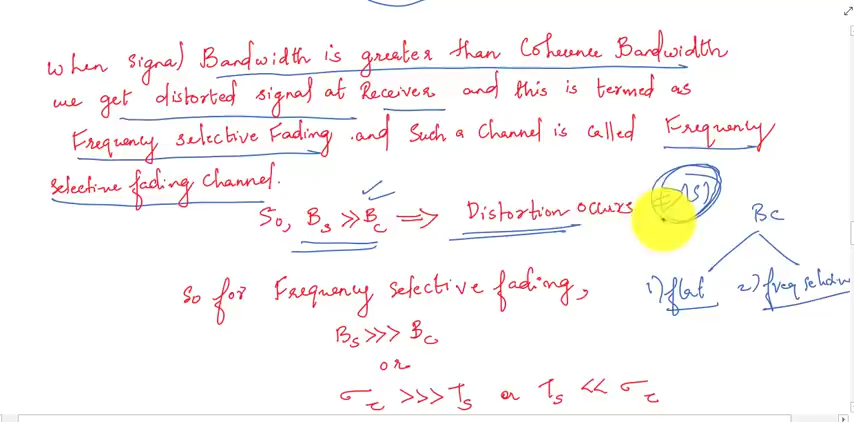 When signal Bandwidth is greater than Coherence Bandwidth
we get distorted signal at Receiver and this is termed as
Frequency selective Fading. and Such a Channel is called Frequency
selective fading Channel.
So, Bs >> Bc ⟹ Distortion occurs
BC
1) flat 2) freq
So for Frequency selective fading,
Bs >>> Bc
or
στ >>> Ts or Ts << στ